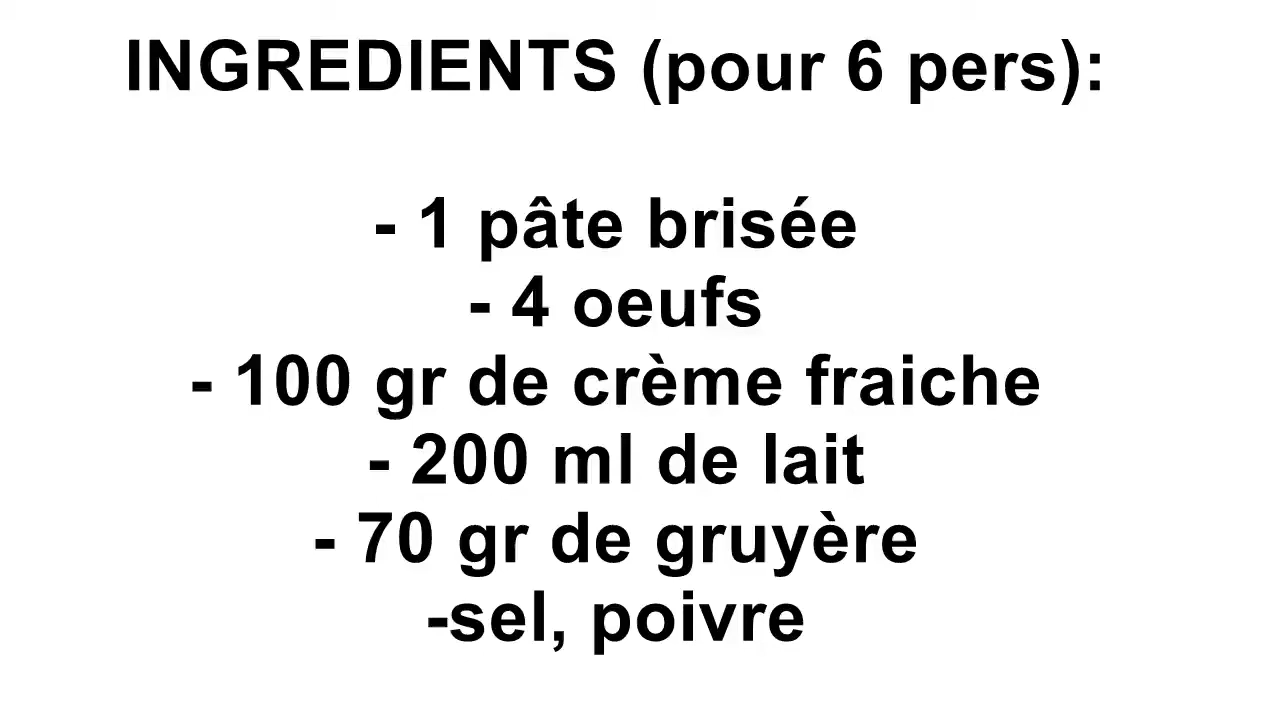 INGREDIENTS (pour 6 pers):
- 1 pâte brisée
- 4 oeufs
- 100 gr de crème fraiche
- 200 ml de lait
- 70 gr de gruyère
-sel, poivre